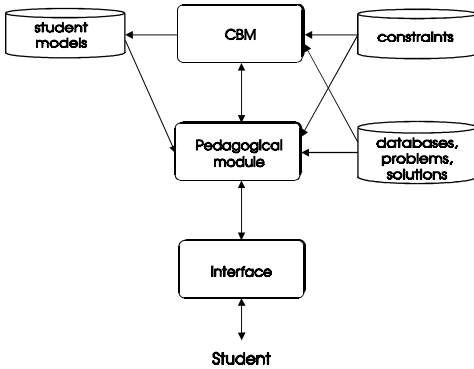 student
models
CBM
constraints
Pedagogical
module
databases,
problems,
solutions
Interface
Student